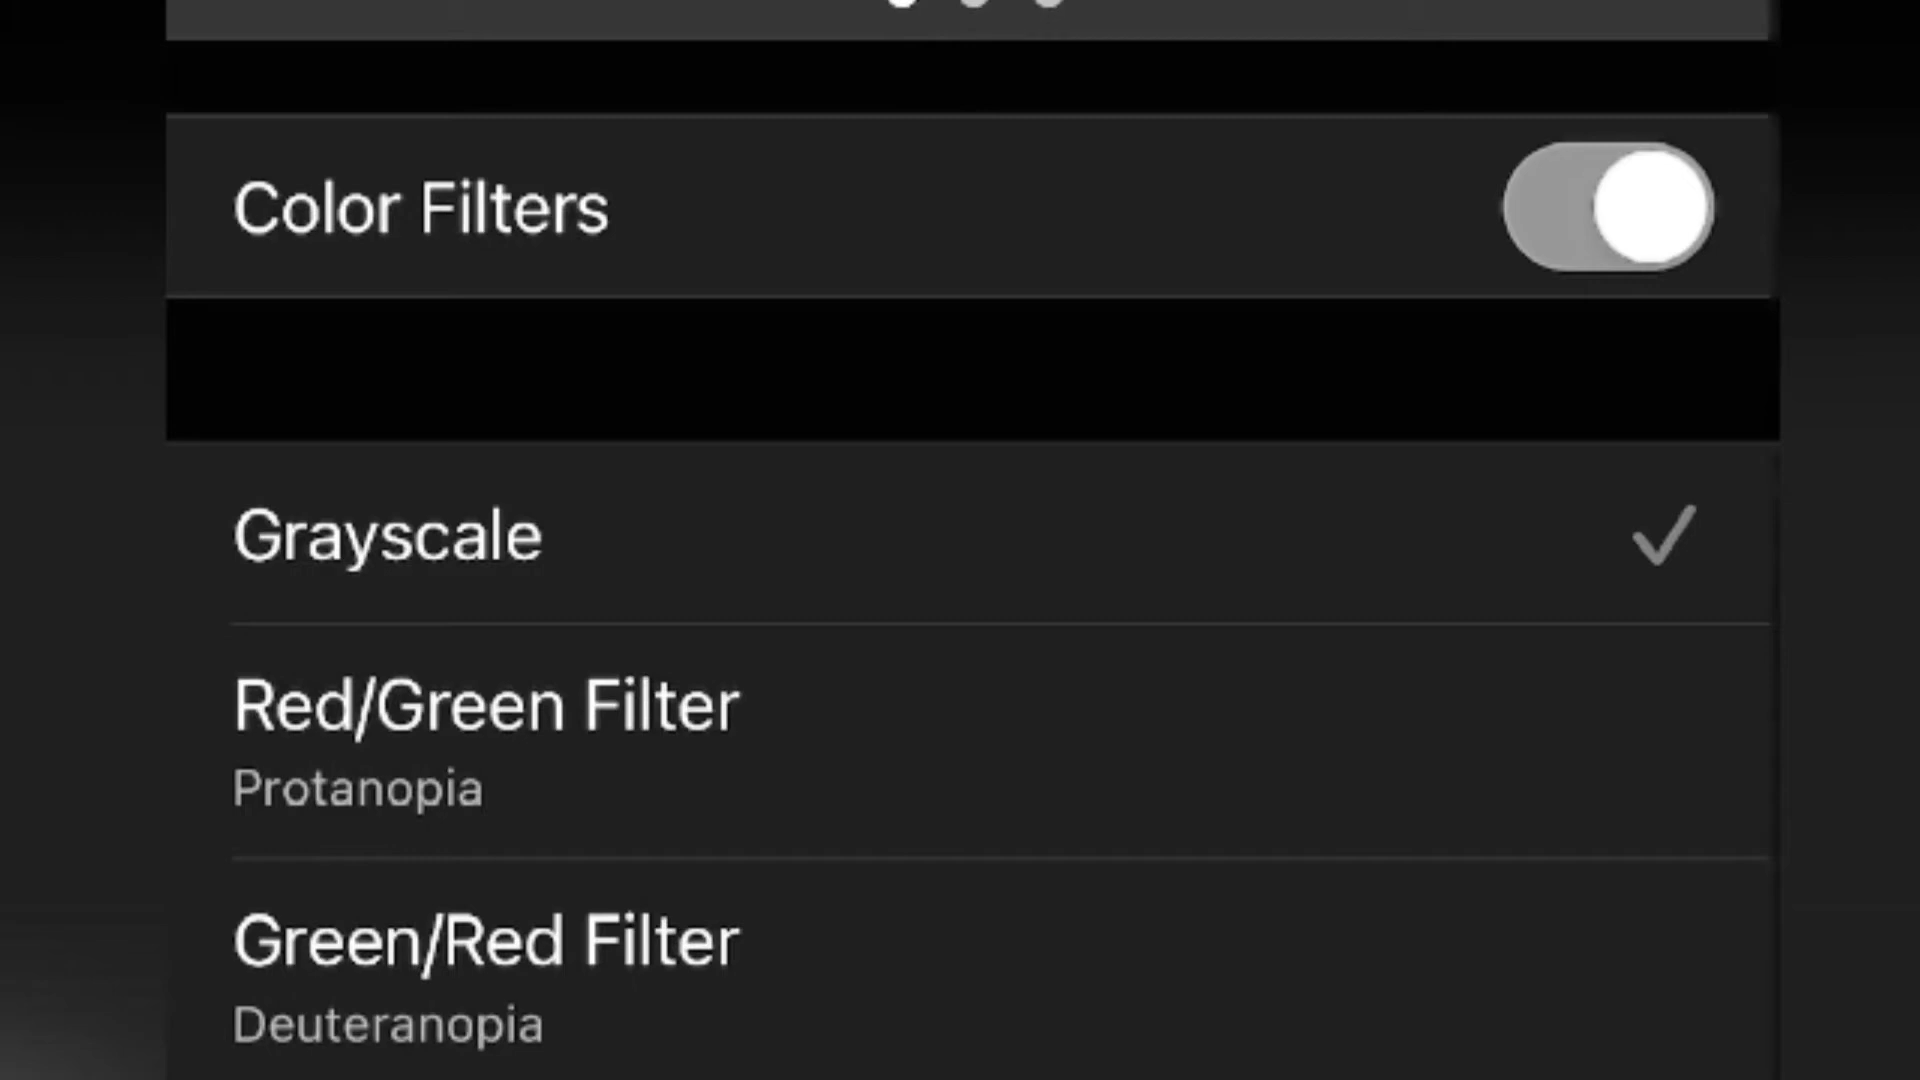 Color Filters
Grayscale
Red/Green Filter
Protanopia
Green/Red Filter
Deuteranopia